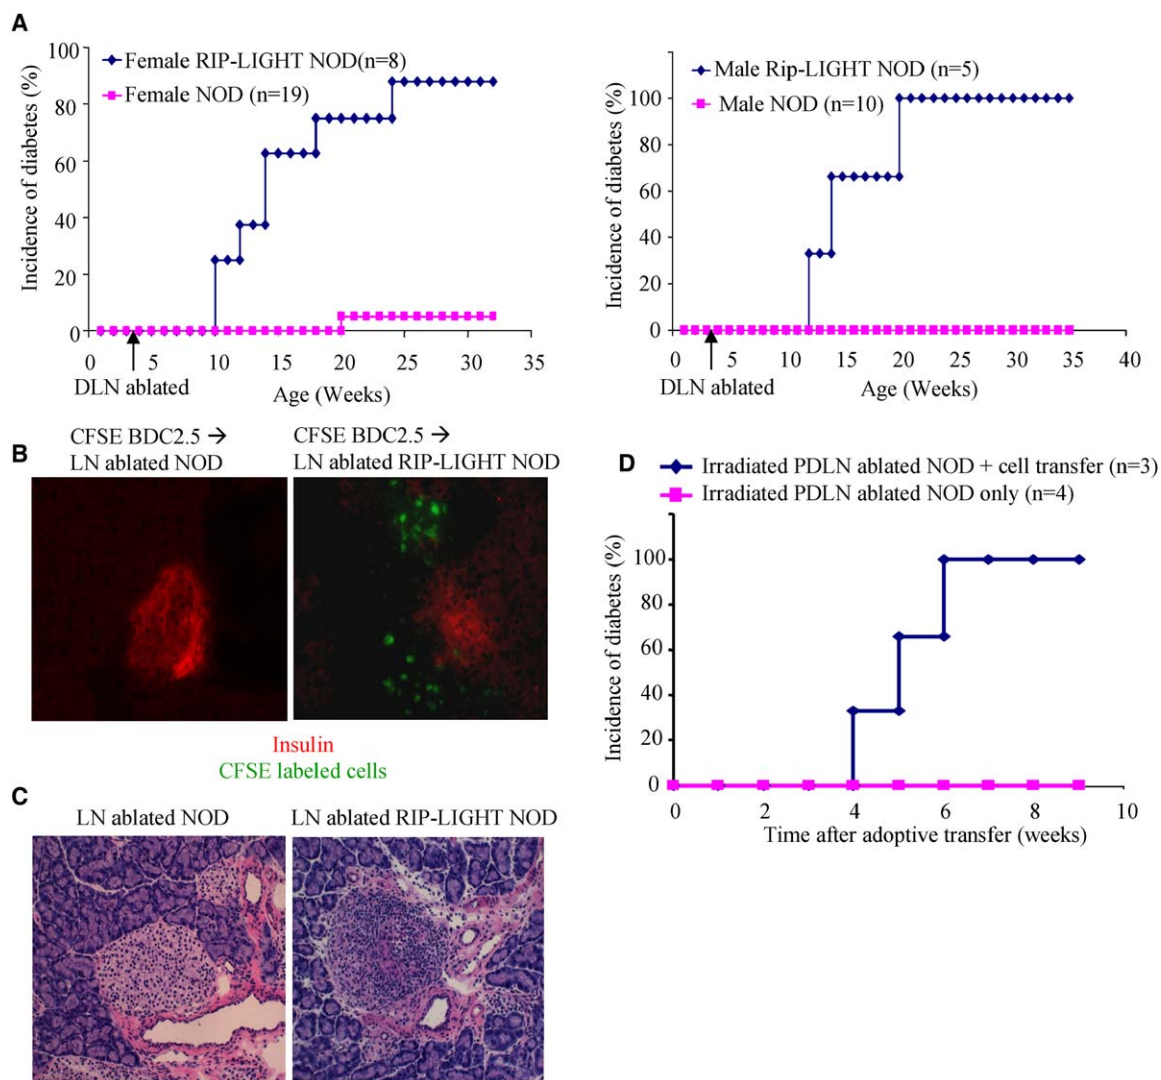 A
Female RIP-LIGHT NOD(n=8)
Female NOD (n=19)
Incidence of diabetes (%)
100
80
60
40
20
0
0 5 10 15 20 25 30 35
DLN ablated
Age (Weeks)
Male Rip-LIGHT NOD (n=5)
Male NOD (n=10)
Incidence of diabetes (%)
100
80
60
40
20
0
0 5 10 15 20 25 30 35 40
DLN ablated
Age (Weeks)
B
CFSE BDC2.5 →
LN ablated NOD
CFSE BDC2.5 →
LN ablated RIP-LIGHT NOD
Insulin
CFSE labeled cells
C
LN ablated NOD
LN ablated RIP-LIGHT NOD
D
Irradiated PDLN ablated NOD + cell transfer (n=3)
Irradiated PDLN ablated NOD only (n=4)
Incidence of diabetes (%)
100
80
60
40
20
0
0 2 4 6 8 10
Time after adoptive transfer (weeks)